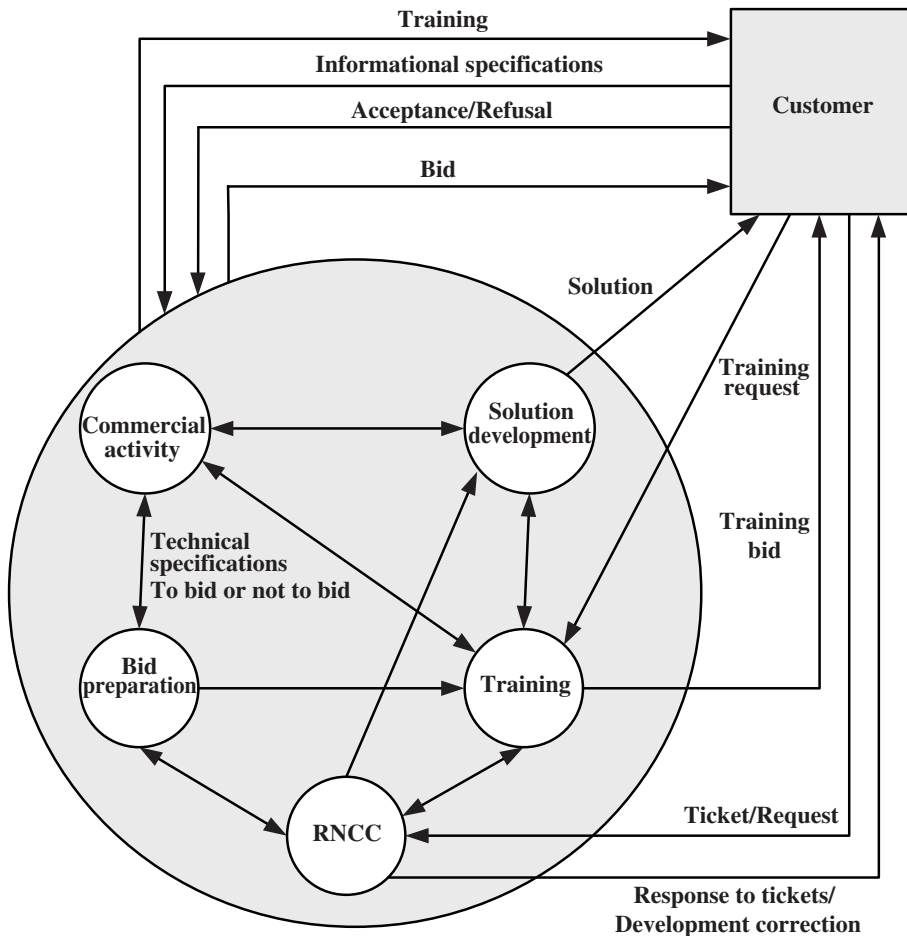 Training
Informational specifications
Customer
Acceptance/Refusal
Bid
Solution
Training
request
Commercial
activity
Solution
development
Training
bid
Technical
specifications
To bid or not to bid
Bid
preparation
Training
RNCC
Ticket/Request
Response to tickets/
Development correction